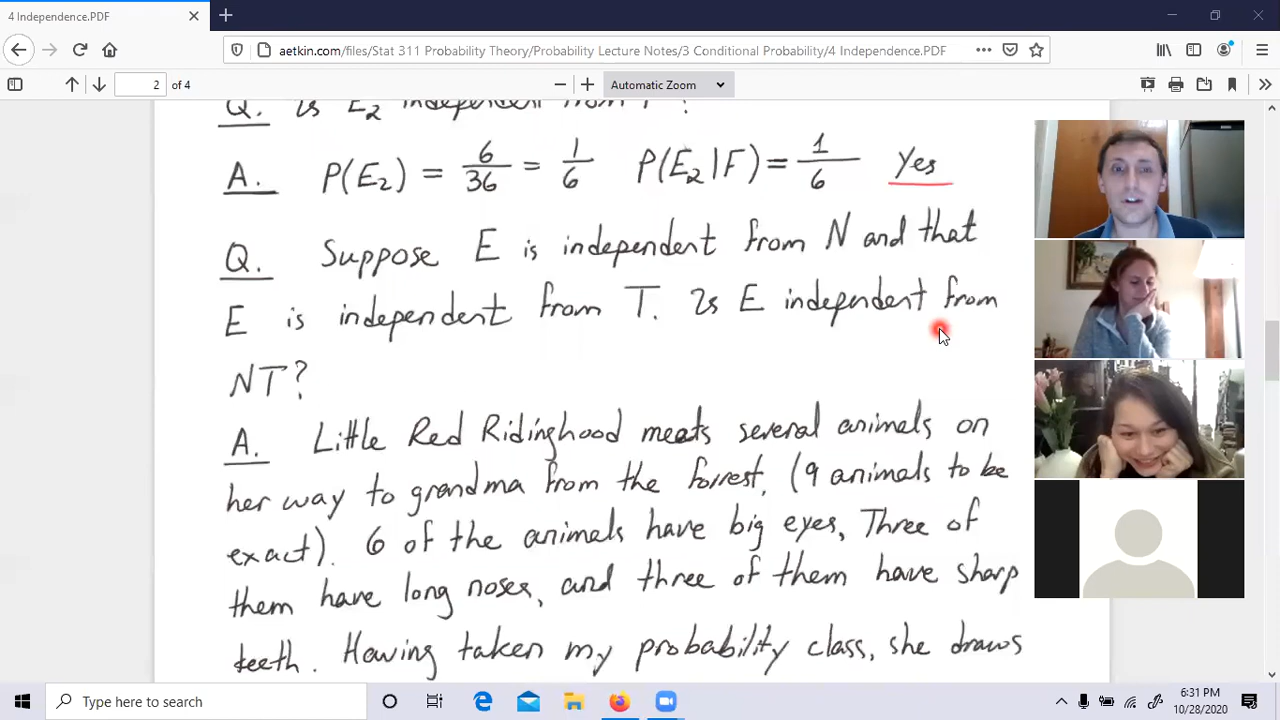 4 Independence.PDF
aetkin.com/files/Stat 311 Probability Theory/Probability Lecture Notes/3 Conditional Probability/4 Independence.PDF
2 of 4
Automatic Zoom
Q. Is E2 independent from F?
A. P(E2) = 6/36 = 1/6 P(E2|F) = 1/6 Yes
Q. Suppose E is independent from N and that
E is independent from T. Is E independent from
NT?
A. Little Red Ridinghood meets several animals on
her way to grandma from the forrest, (9 animals to be
exact). 6 of the animals have big eyes, Three of
them have long noses, and three of them have sharp
teeth. Having taken my probability class, she draws
Type here to search
6:31 PM
10/28/2020